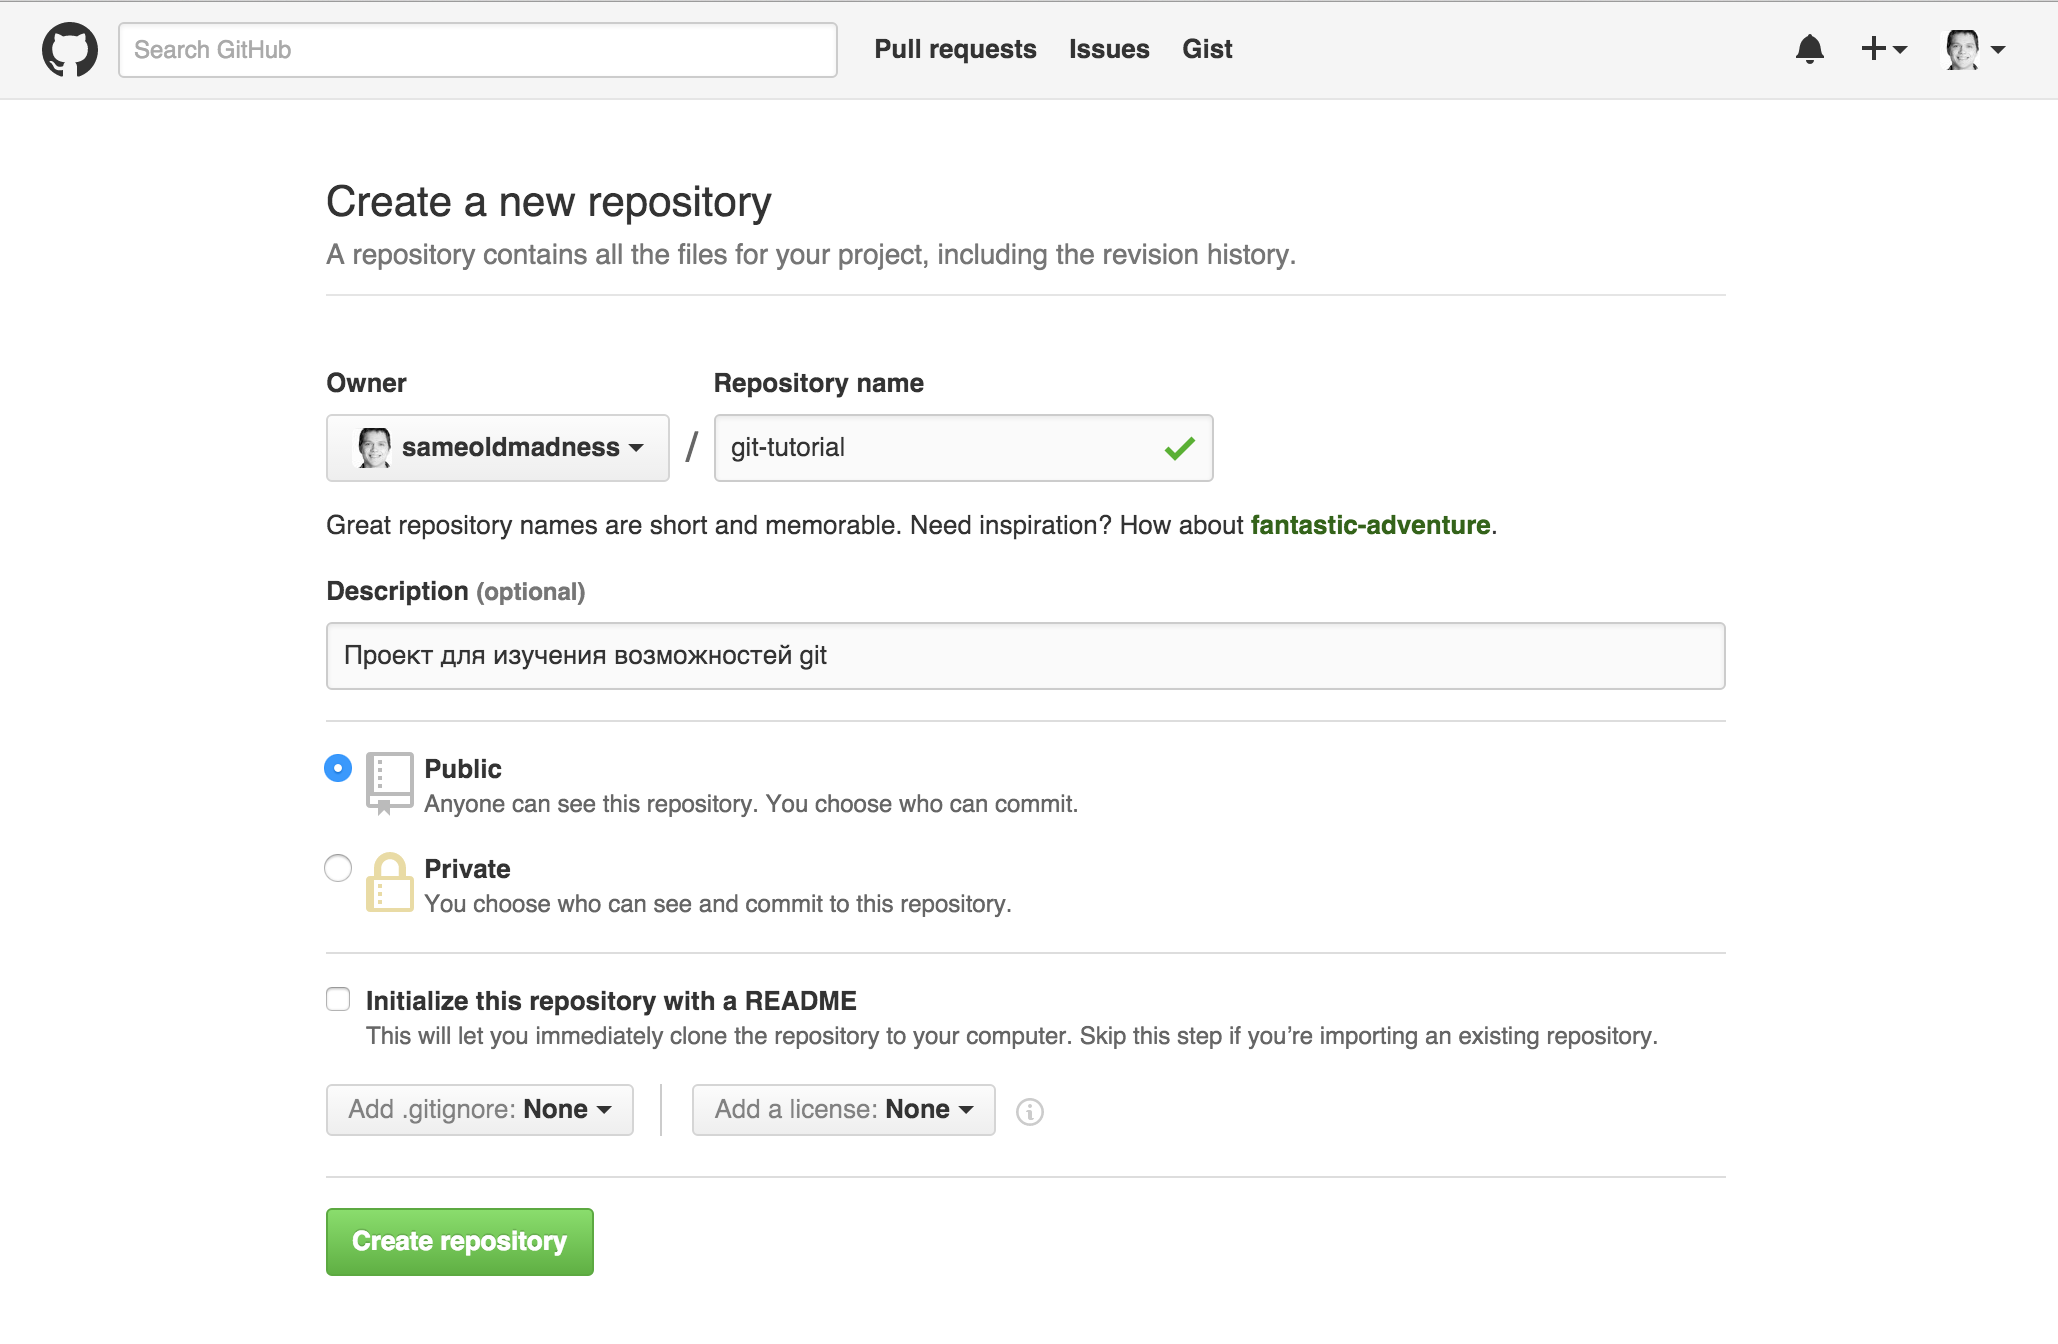 Search GitHub
Pull requests Issues Gist
Create a new repository
A repository contains all the files for your project, including the revision history.
Owner Repository name
sameoldmadness / git-tutorial
Great repository names are short and memorable. Need inspiration? How about fantastic-adventure.
Description (optional)
Проект для изучения возможностей git
Public
Anyone can see this repository. You choose who can commit.
Private
You choose who can see and commit to this repository.
Initialize this repository with a README
This will let you immediately clone the repository to your computer. Skip this step if you’re importing an existing repository.
Add .gitignore: None Add a license: None
Create repository